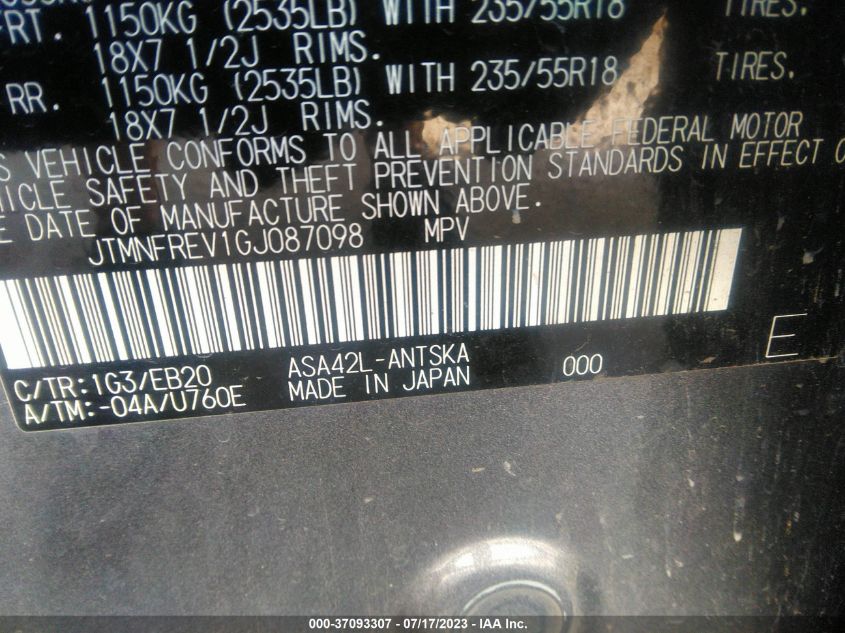 FRT. 1150KG (2535LB) WITH 235/55R18 TIRES.
18X7 1/2J RIMS.
RR. 1150KG (2535LB) WITH 235/55R18 TIRES.
18X7 1/2J RIMS.
VEHICLE CONFORMS TO ALL APPLICABLE FEDERAL MOTOR
SAFETY AND THEFT PREVENTION STANDARDS IN EFFECT
DATE OF MANUFACTURE SHOWN ABOVE.
JTMNFREV1GJ087098 MPV
C/TR:1G3/EB20 ASA42L-ANTSKA 000 E
A/TM:-04A/U760E MADE IN JAPAN
000-37093307 / 07/17/2023 - IAA Inc.